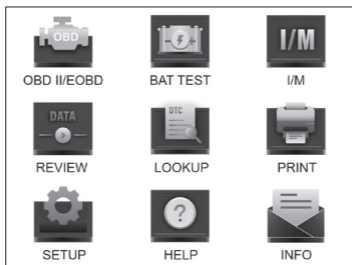 OBD
I/M
OBD II/EOBD
BAT TEST
I/M
DATA
DTC
REVIEW
LOOKUP
PRINT
?
SETUP
HELP
INFO